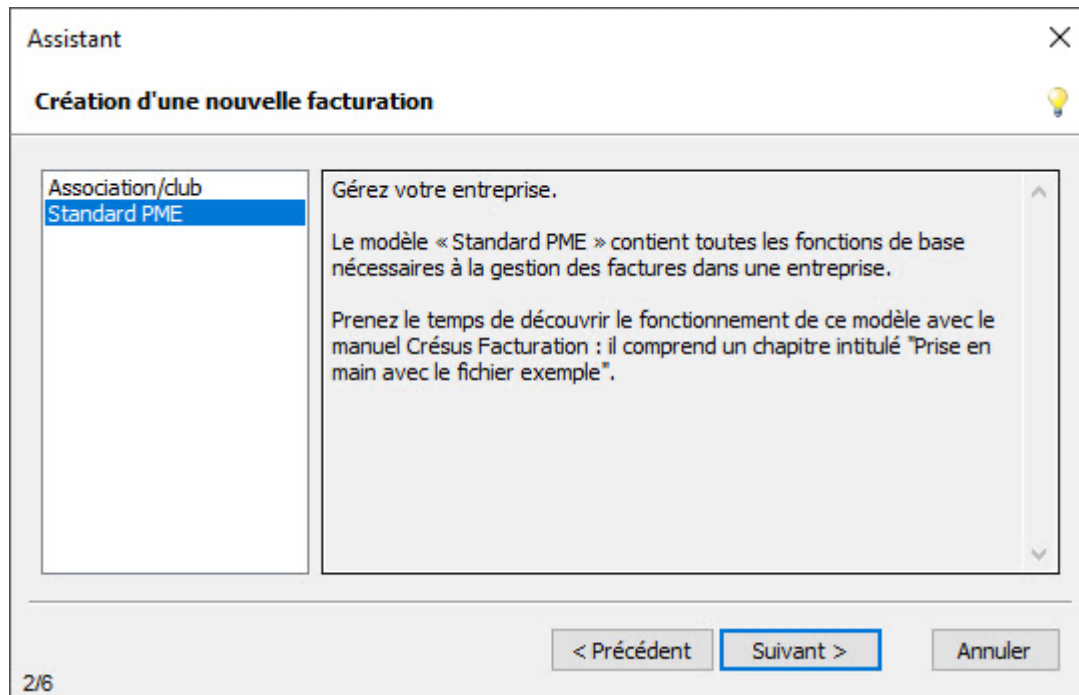 Assistant
Création d'une nouvelle facturation
Association/club
Standard PME
Gérez votre entreprise.
Le modèle « Standard PME » contient toutes les fonctions de base
nécessaires à la gestion des factures dans une entreprise.
Prenez le temps de découvrir le fonctionnement de ce modèle avec le
manuel Crésus Facturation : il comprend un chapitre intitulé "Prise en
main avec le fichier exemple".
< Précédent
Suivant >
Annuler
2/6